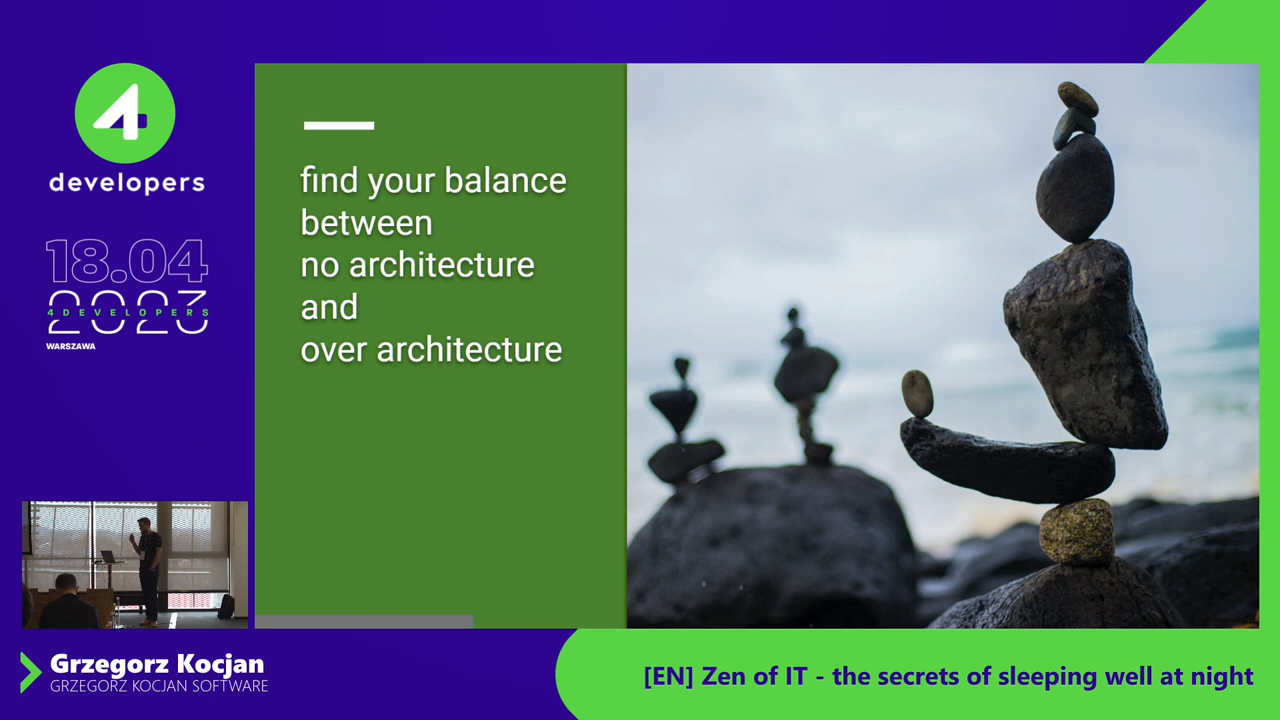 4
developers
18.04
2023
4DEVELOPERS
WARSZAWA
find your balance
between
no architecture
and
over architecture
Grzegorz Kocjan
GRZEGORZ KOCJAN SOFTWARE
[EN] Zen of IT - the secrets of sleeping well at night